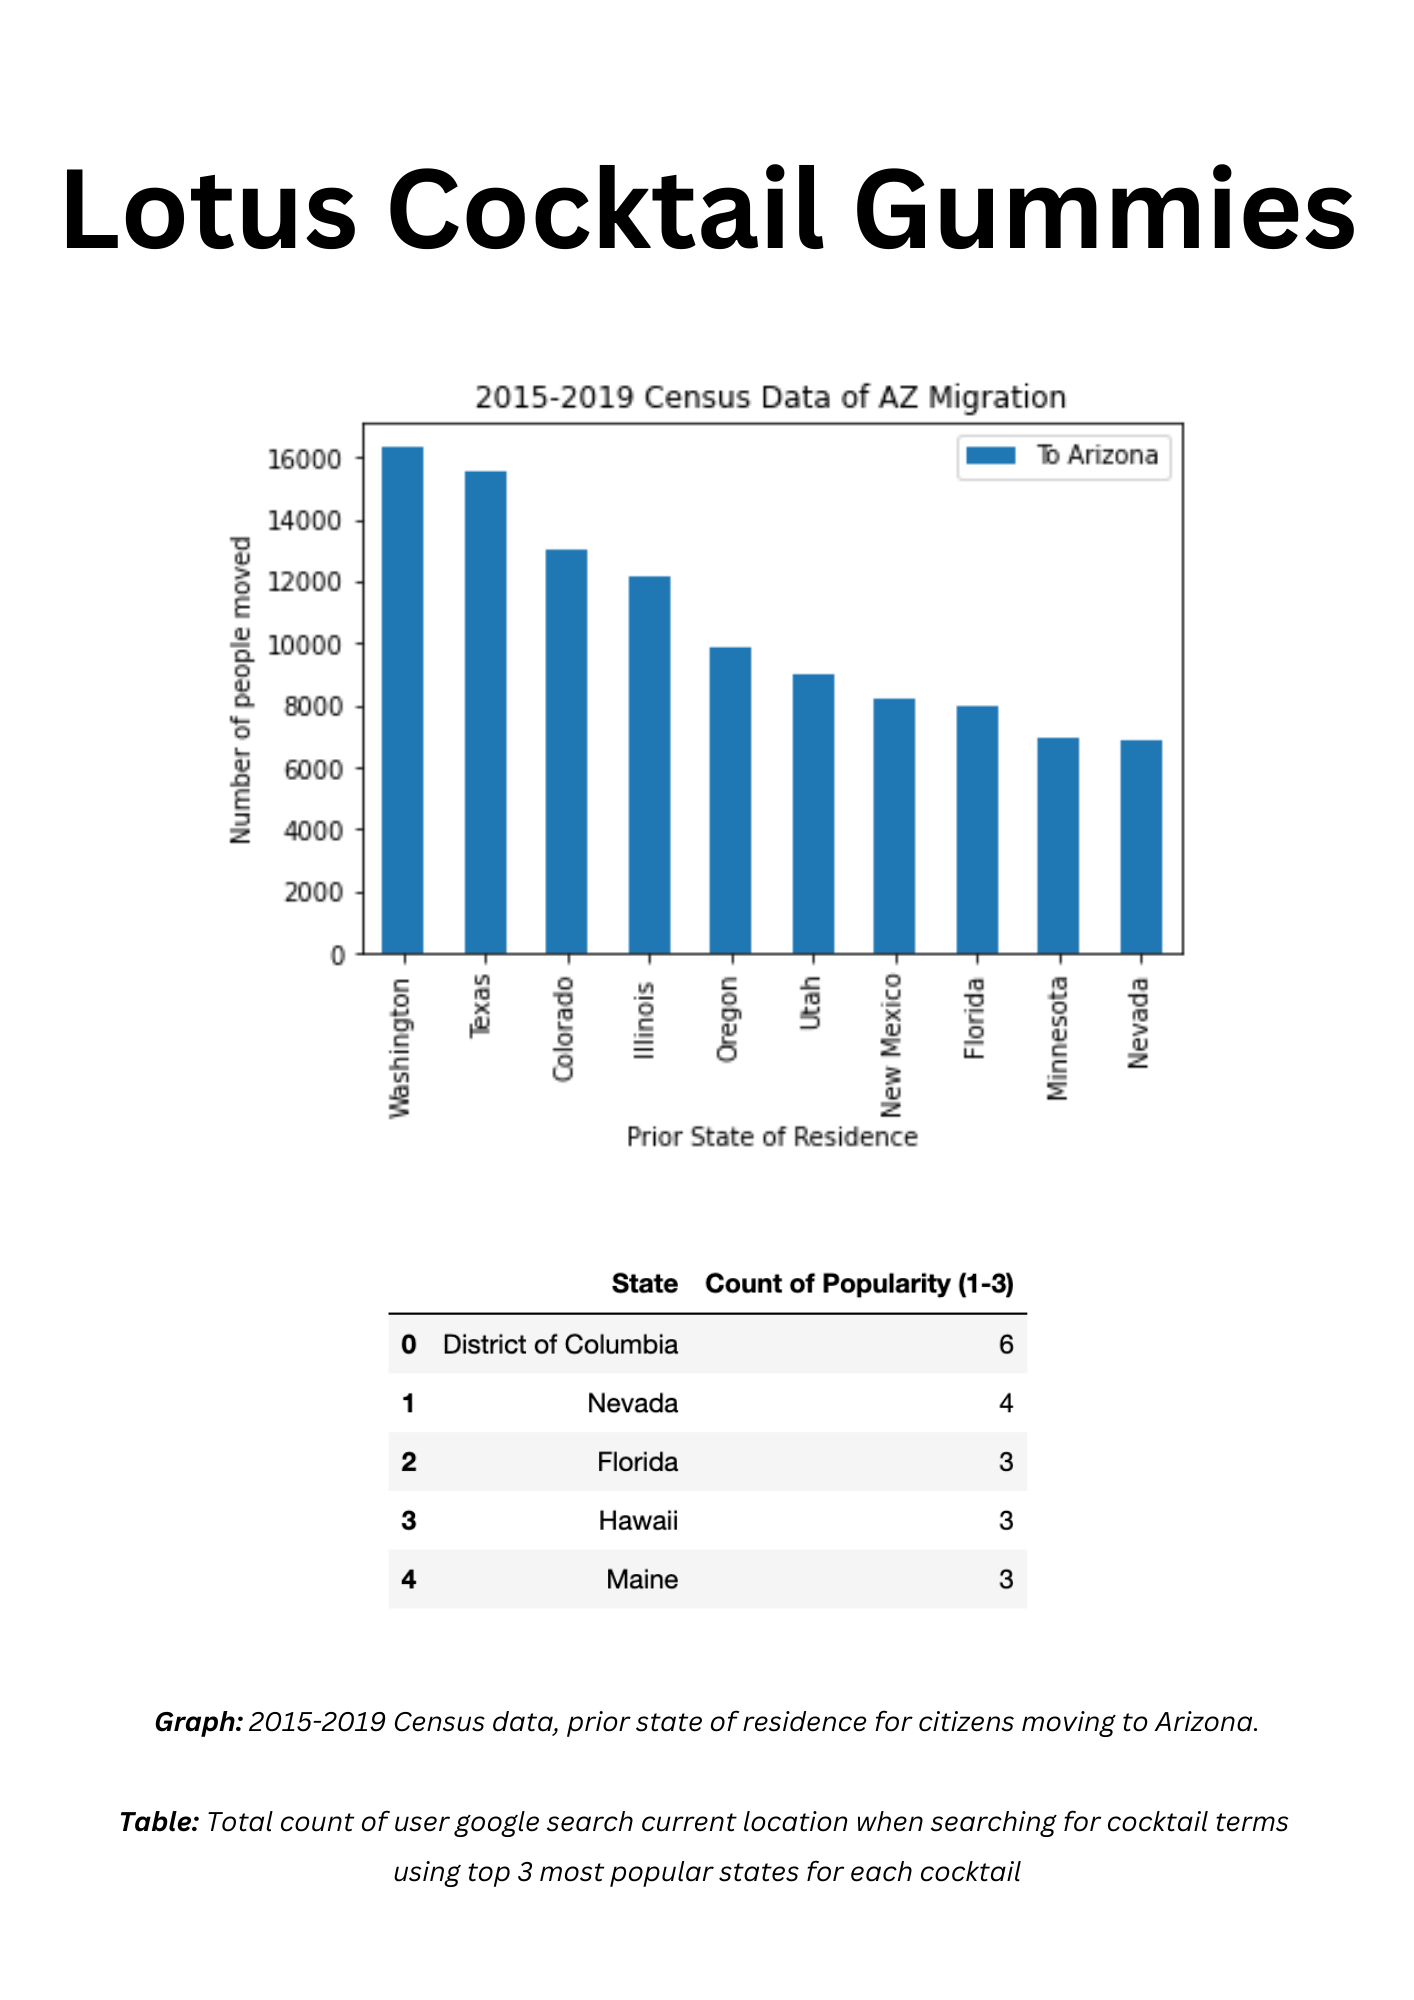 Lotus Cocktail Gummies
2015-2019 Census Data of AZ Migration
To Arizona
Number of people moved
16000
14000
12000
10000
8000
6000
4000
2000
0
Washington
Texas
Colorado
Illinois
Oregon
Utah
New Mexico
Florida
Minnesota
Nevada
Prior State of Residence
State Count of Popularity (1-3)
0 District of Columbia 6
1 Nevada 4
2 Florida 3
3 Hawaii 3
4 Maine 3
Graph: 2015-2019 Census data, prior state of residence for citizens moving to Arizona.
Table: Total count of user google search current location when searching for cocktail terms
using top 3 most popular states for each cocktail